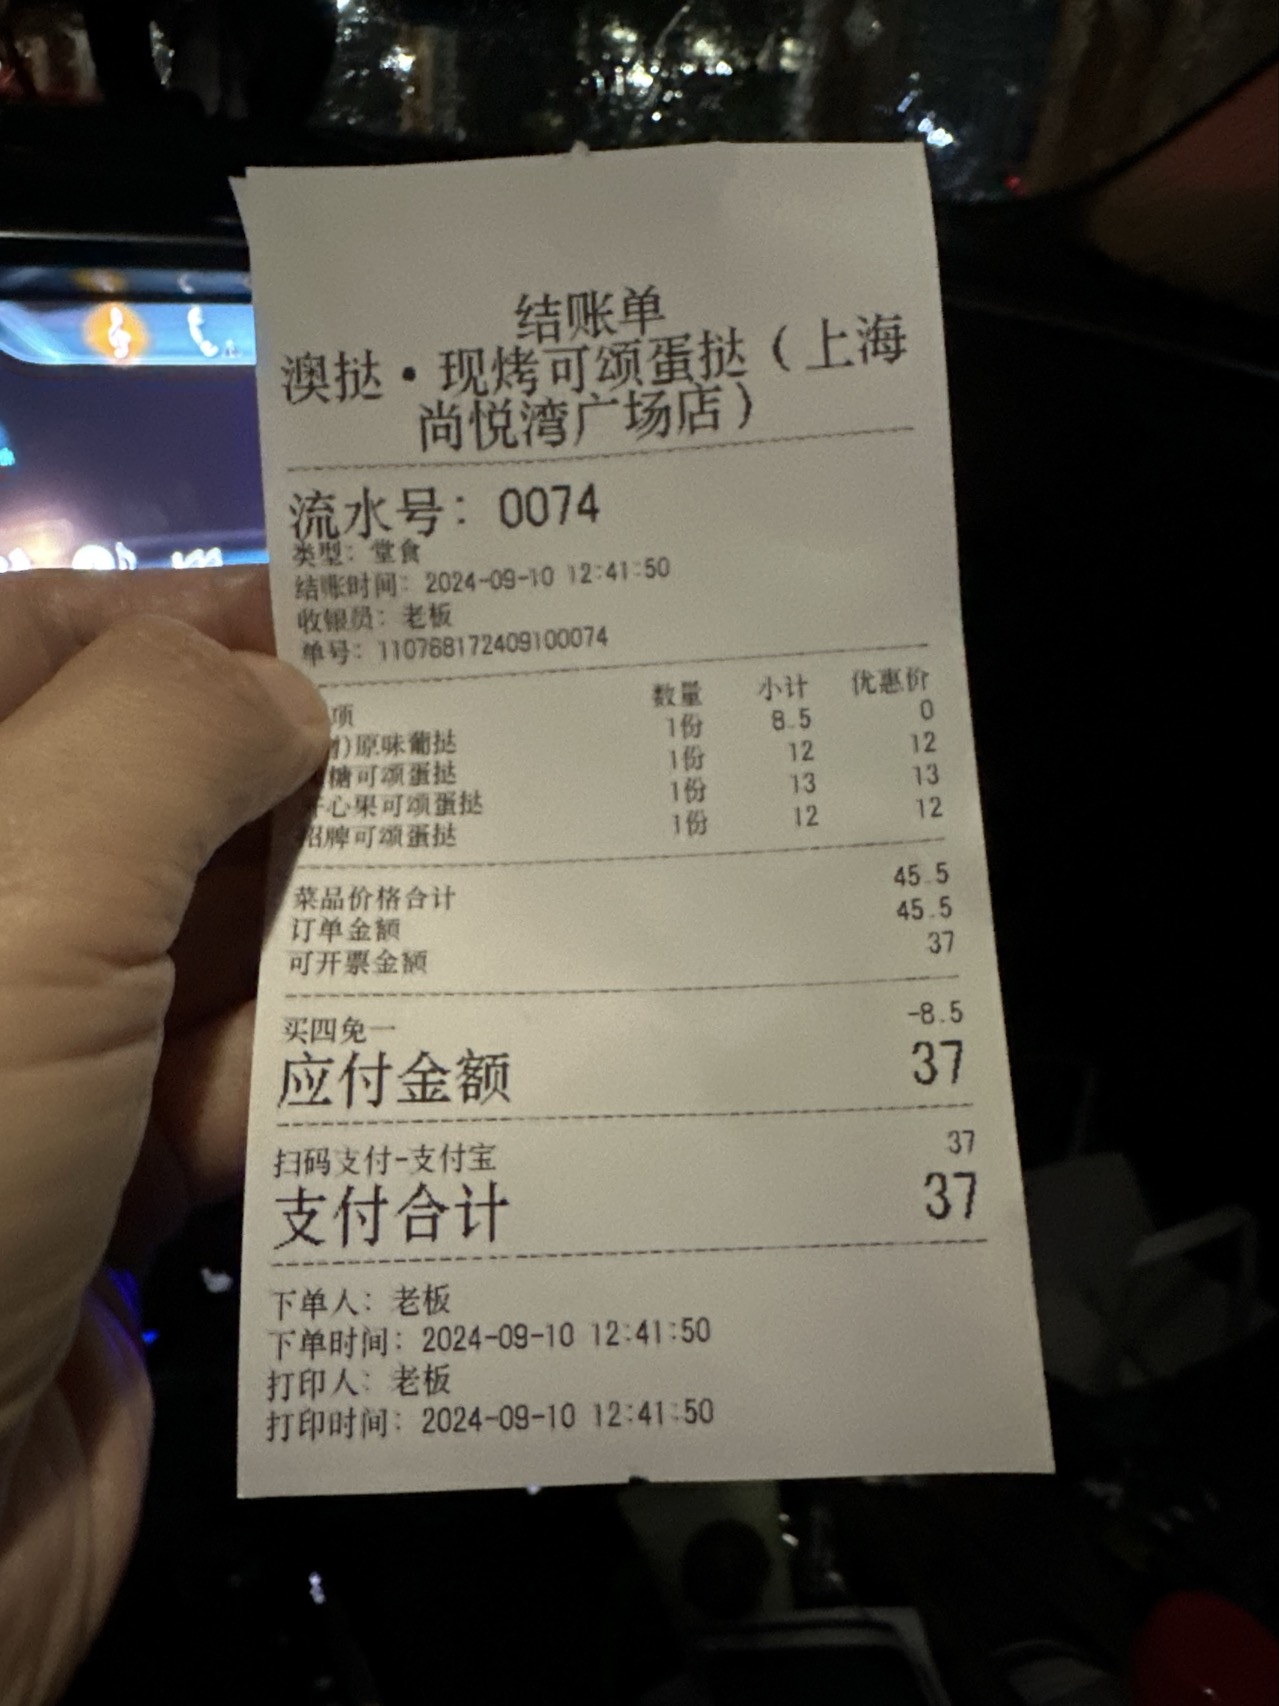 结账单
澳挞·现烤可颂蛋挞（上海
尚悦湾广场店）
流水号：0074
类型：堂食
结账时间：2024-09-10 12:41:50
收银员：老板
单号：110768172409100074
项 数量 小计 优惠价
)原味葡挞 1份 8.5 0
糖可颂蛋挞 1份 12 12
开心果可颂蛋挞 1份 13 13
招牌可颂蛋挞 1份 12 12
菜品价格合计 45.5
订单金额 45.5
可开票金额 37
买四免一 -8.5
应付金额 37
扫码支付-支付宝 37
支付合计 37
下单人：老板
下单时间：2024-09-10 12:41:50
打印人：老板
打印时间：2024-09-10 12:41:50